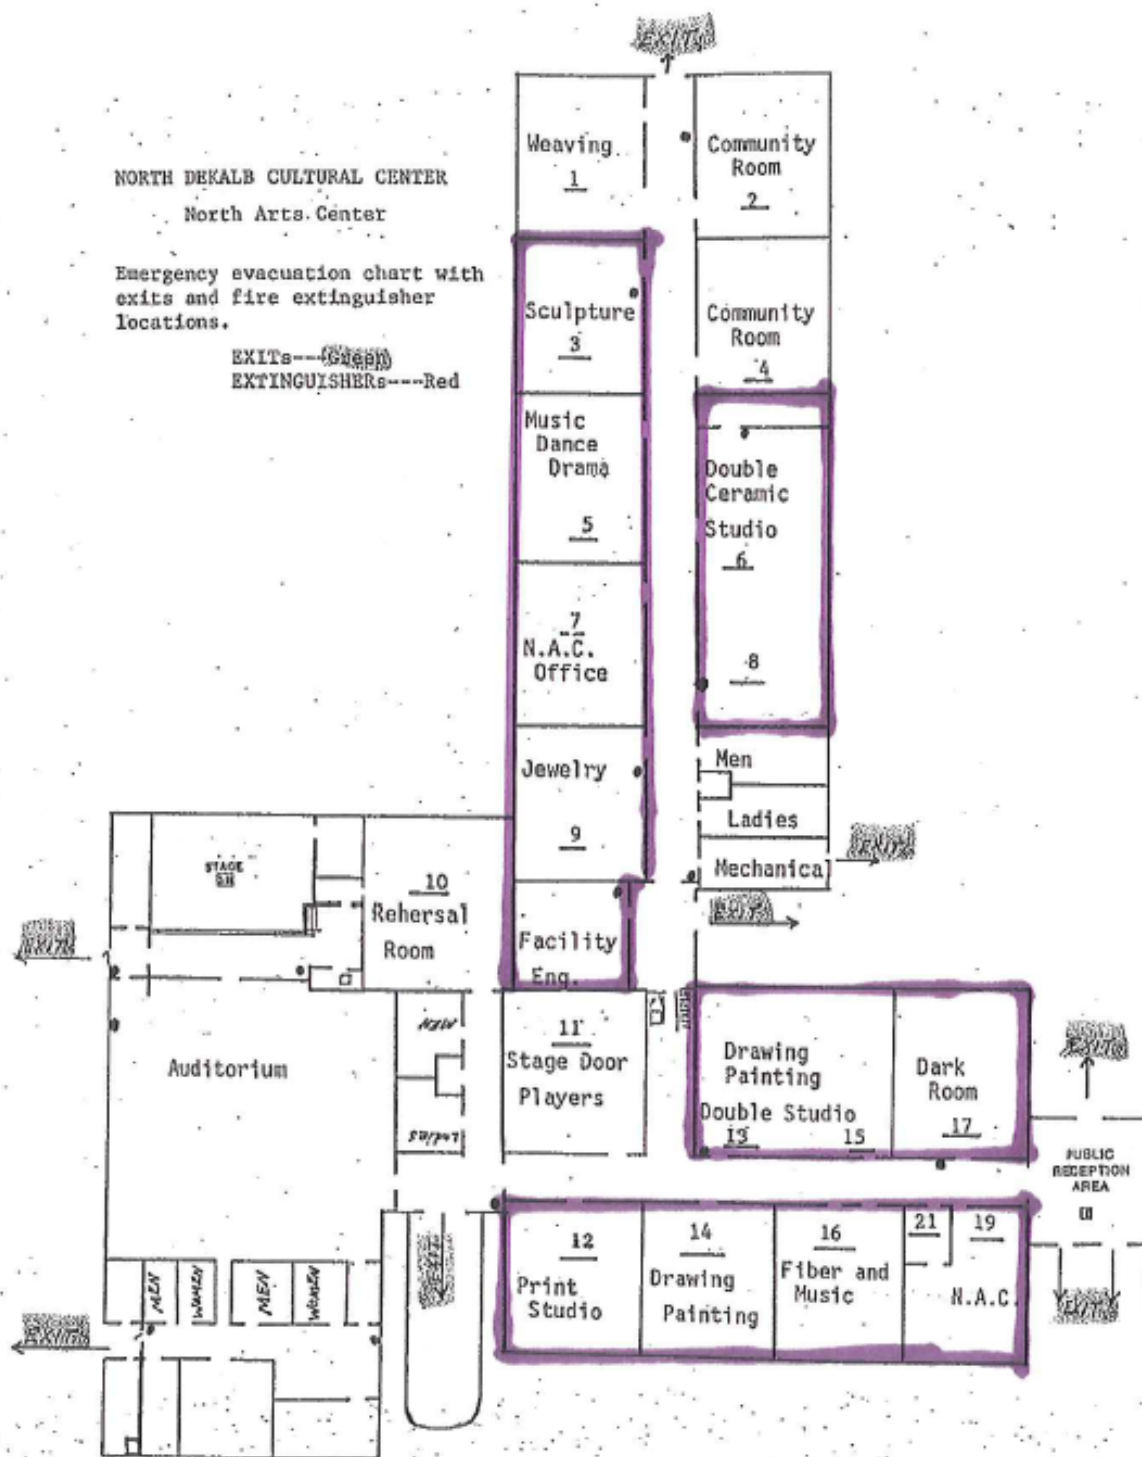 EXIT
NORTH DEKALB CULTURAL CENTER
North Arts Center
Emergency evacuation chart with
exits and fire extinguisher
locations.
EXITs---Green
EXTINGUISHERs---Red
Weaving
1
Community
Room
2
Sculpture
3
Community
Room
4
Music
Dance
Drama
5
Double
Ceramic
Studio
6
7
N.A.C.
Office
8
Jewelry
9
Men
Ladies
Mechanical
EXIT
EXIT
STAGE
10
Rehersal
Room
EXIT
Facility
Eng.
Auditorium
MEN
Ladies
11
Stage Door
Players
Drawing
Painting
Double Studio
13
15
Dark
Room
17
EXIT
PUBLIC
RECEPTION
AREA
12
Print
Studio
14
Drawing
Painting
16
Fiber and
Music
21
19
N.A.C.
EXIT
EXIT
MEN
WOMEN
MEN
WOMEN
EXIT